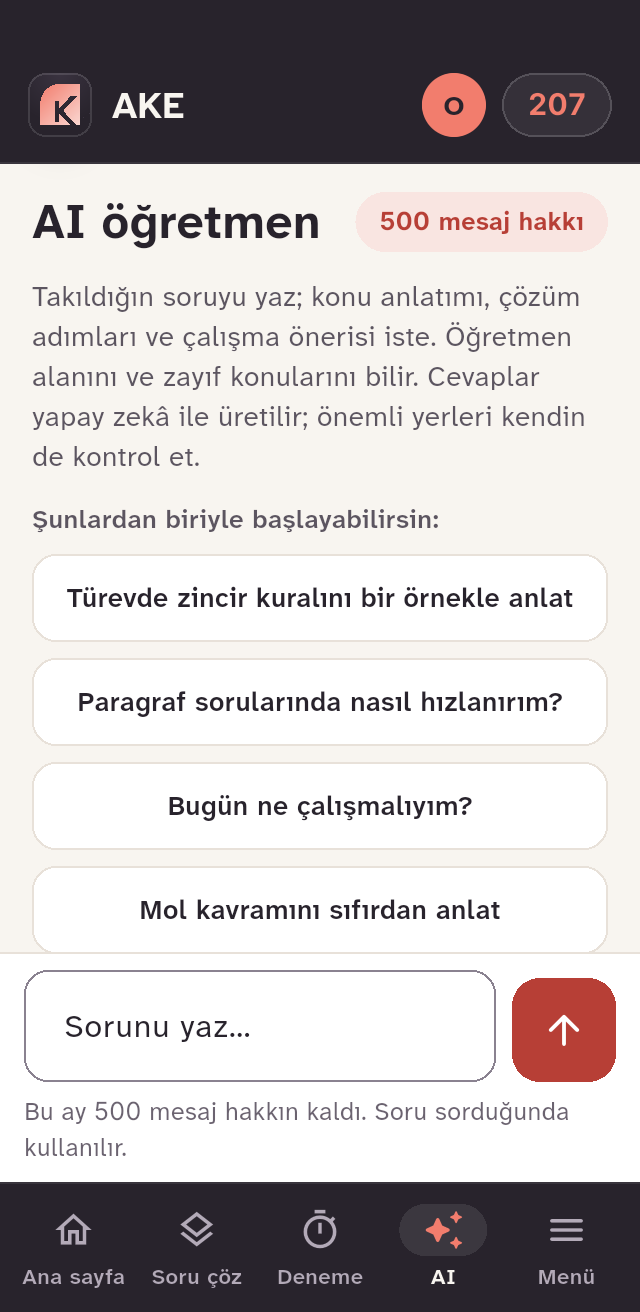 K
AKE
O
207
AI öğretmen
500 mesaj hakkı
Takıldığın soruyu yaz; konu anlatımı, çözüm
adımları ve çalışma önerisi iste. Öğretmen
alanını ve zayıf konularını bilir. Cevaplar
yapay zekâ ile üretilir; önemli yerleri kendin
de kontrol et.
Şunlardan biriyle başlayabilirsin:
Türevde zincir kuralını bir örnekle anlat
Paragraf sorularında nasıl hızlanırım?
Bugün ne çalışmalıyım?
Mol kavramını sıfırdan anlat
Sorunu yaz...
Bu ay 500 mesaj hakkın kaldı. Soru sorduğunda
kullanılır.
Ana sayfa
Soru çöz
Deneme
AI
Menü